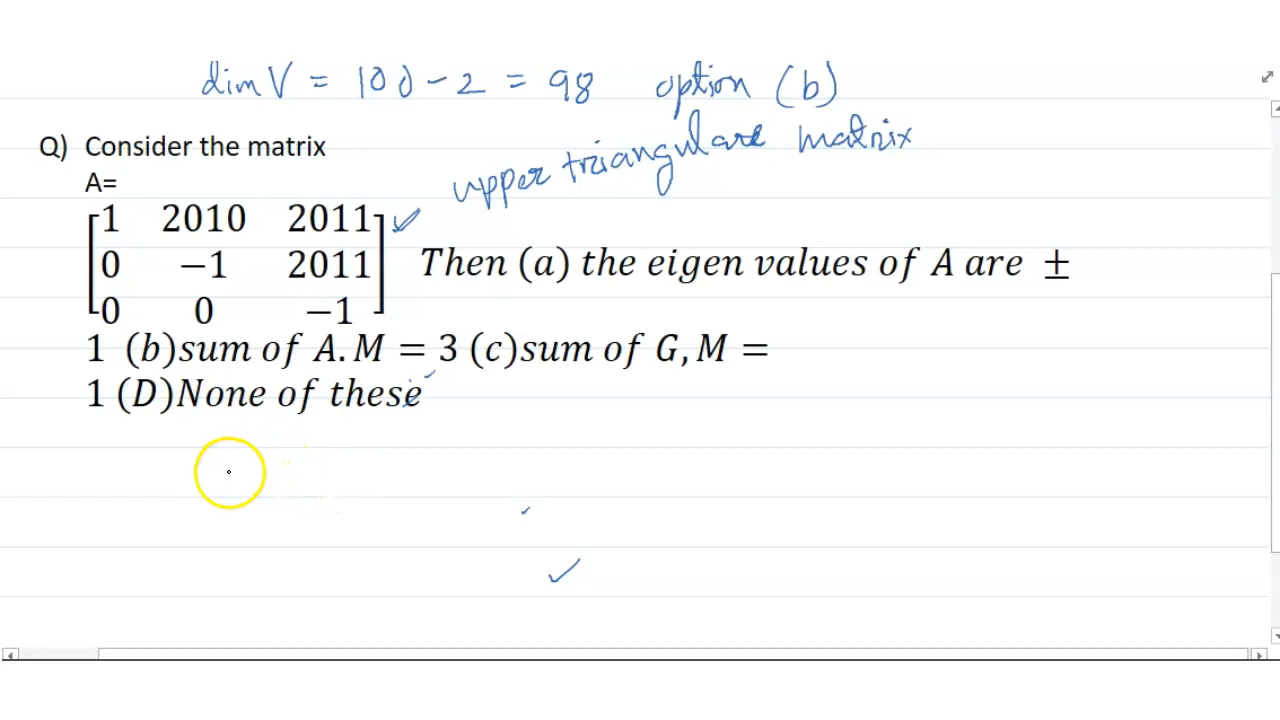 dim V = 100 - 2 = 98 option (b)
Q) Consider the matrix
upper triangulare matrix
A=
1 2010 2011
0 −1 2011 Then (a) the eigen values of A are ±
0 0 −1
1 (b)sum of A.M = 3 (c)sum of G,M =
1 (D)None of these